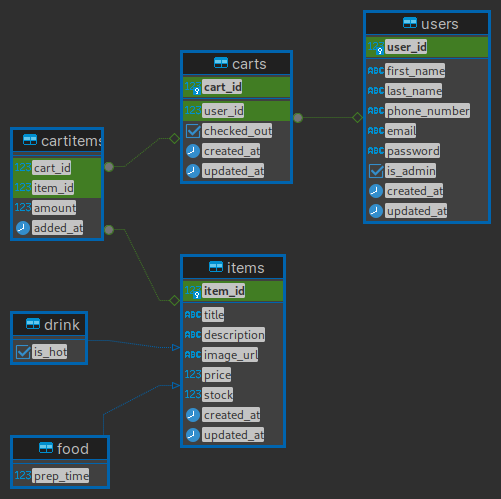 users
user_id
first_name
last_name
phone_number
email
password
is_admin
created_at
updated_at
carts
cart_id
user_id
checked_out
created_at
updated_at
cartitems
cart_id
item_id
amount
added_at
items
item_id
title
description
image_url
price
stock
created_at
updated_at
drink
is_hot
food
prep_time